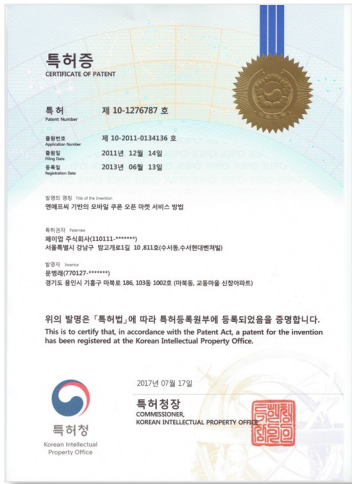 특허증
CERTIFICATE OF PATENT
특 허 제 10-1276787 호
Patent Number
출원번호 제 10-2011-0134136 호
Application Number
출원일 2011년 12월 14일
Filing Date
등록일 2013년 06월 13일
Registration Date
발명의 명칭 Title of the Invention
엔에프씨 기반의 모바일 쿠폰 오픈 마켓 서비스 방법
특허권자 Patentee
페이업 주식회사(110111-*******)
서울특별시 강남구 밤고개로1길 10 ,811호(수서동,수서현대벤쳐빌)
발명자 Inventor
문병래(770127-*******)
경기도 용인시 기흥구 마북로 186, 103동 1002호 (마북동, 교동마을 신창아파트)
위의 발명은 「특허법」에 따라 특허등록원부에 등록되었음을 증명합니다.
This is to certify that, in accordance with the Patent Act, a patent for the invention
has been registered at the Korean Intellectual Property Office.
2017년 07월 17일
특허청장
COMMISSIONER,
KOREAN INTELLECTUAL PROPERTY OFFICE
특허청
Korean Intellectual
Property Office